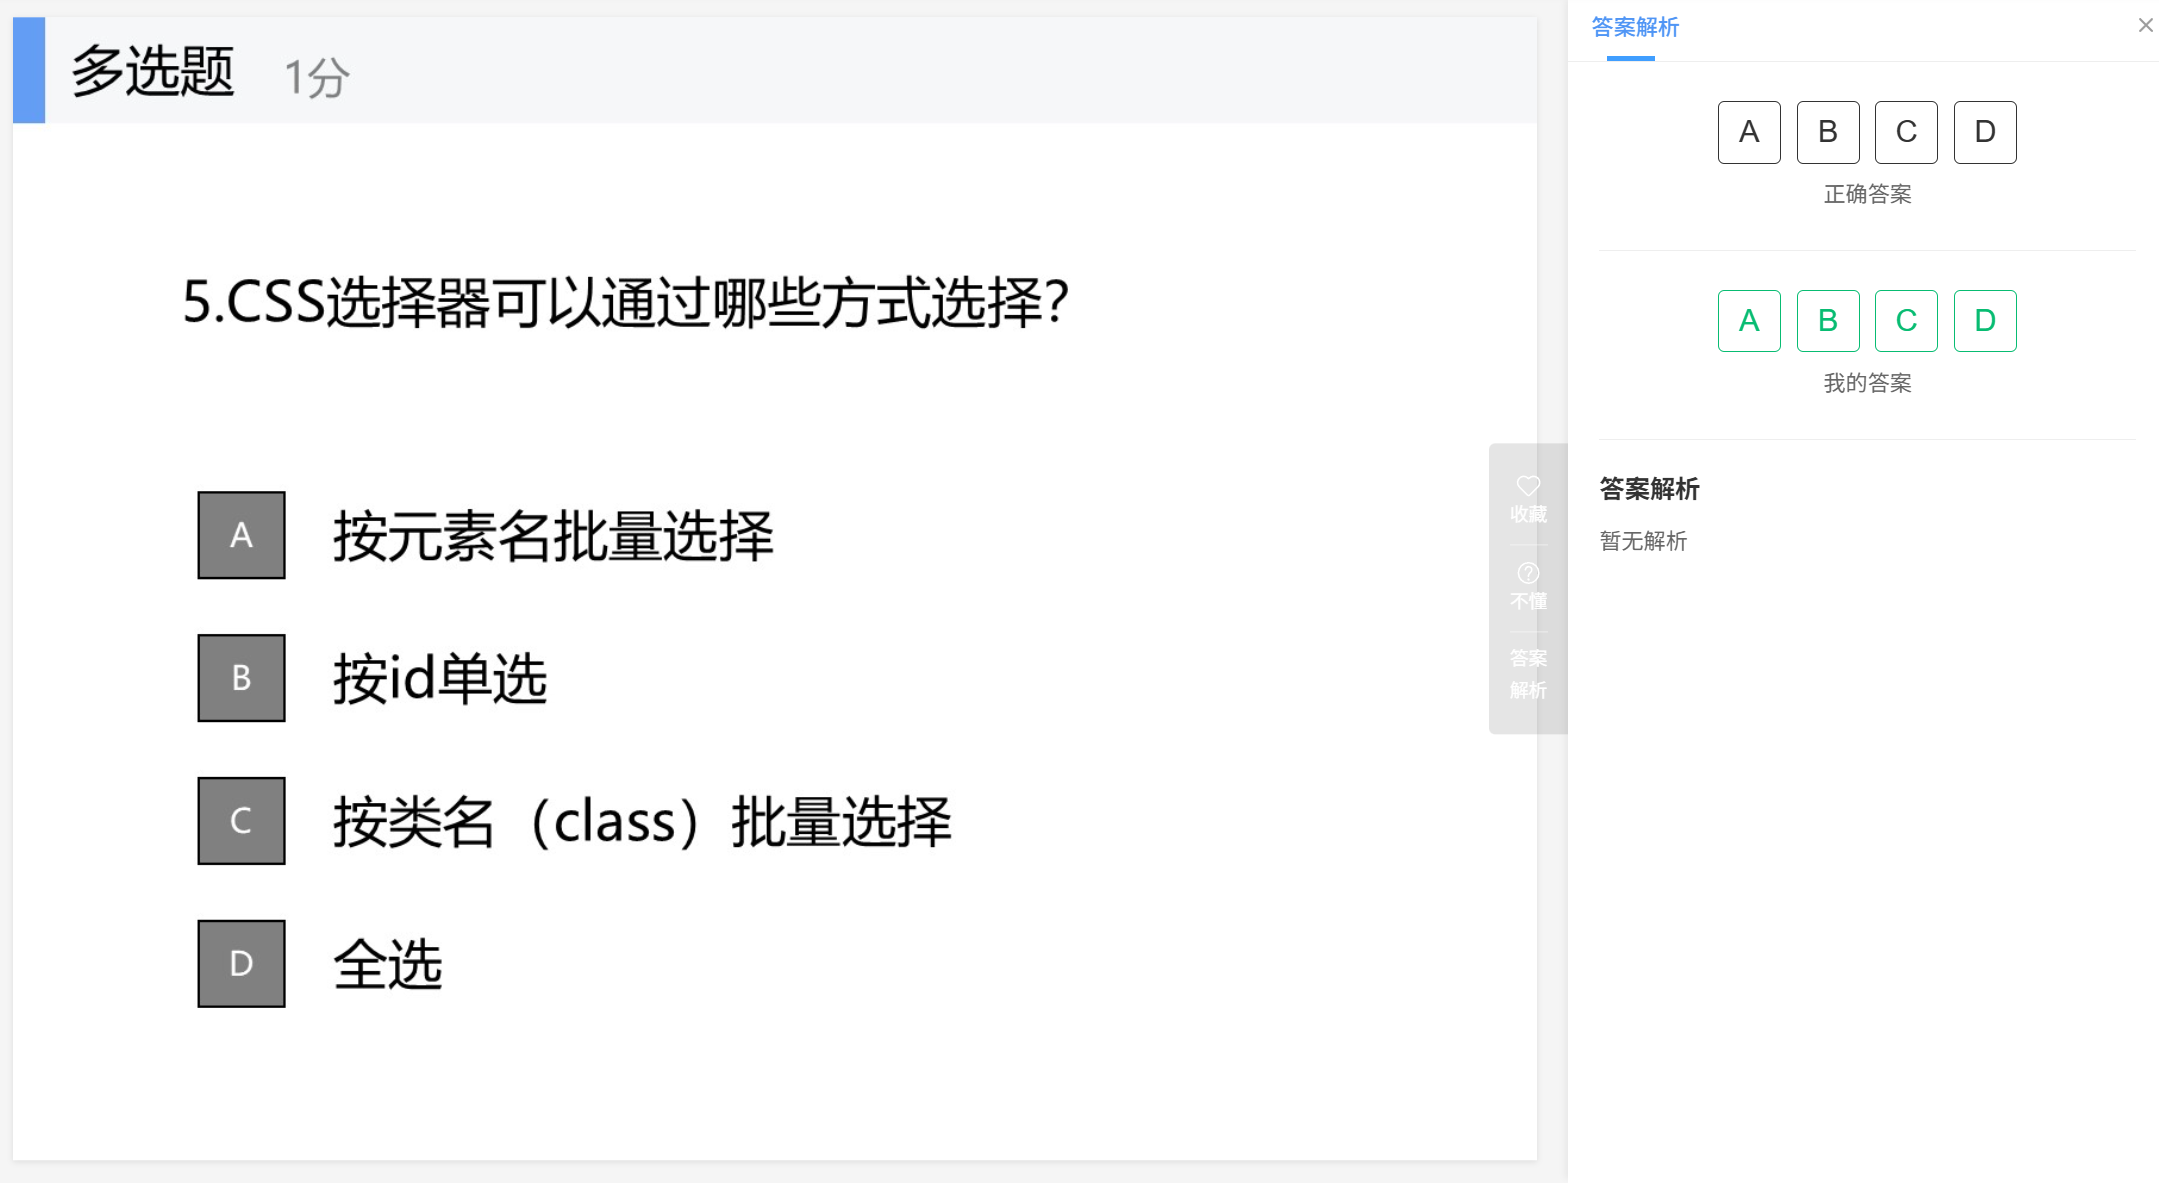 多选题 1分
5.CSS选择器可以通过哪些方式选择?
A 按元素名批量选择
B 按id单选
C 按类名（class）批量选择
D 全选
收藏
不懂
答案
解析
答案解析
A B C D
正确答案
A B C D
我的答案
答案解析
暂无解析